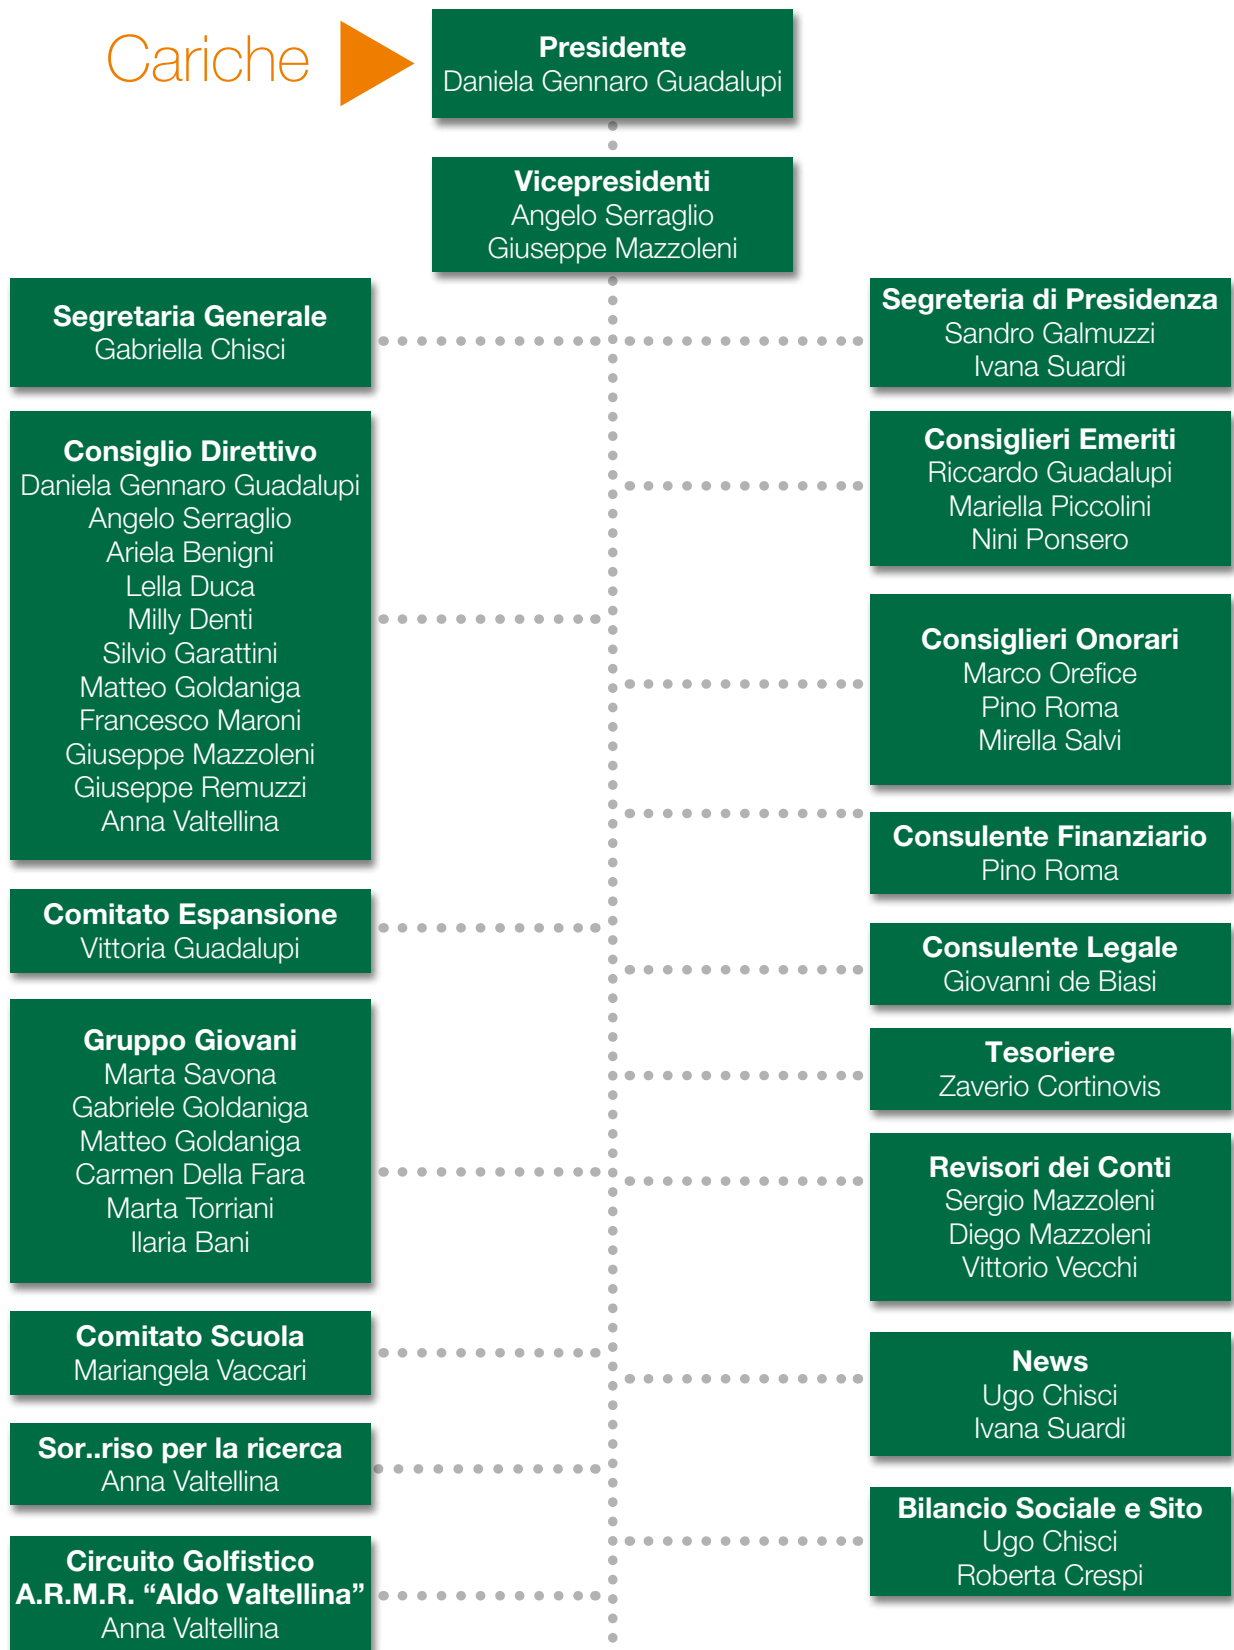 Cariche
Presidente
Daniela Gennaro Guadalupi
Vicepresidenti
Angelo Serraglio
Giuseppe Mazzoleni
Segretaria Generale
Gabriella Chisci
Segreteria di Presidenza
Sandro Galmuzzi
Ivana Suardi
Consiglio Direttivo
Daniela Gennaro Guadalupi
Angelo Serraglio
Ariela Benigni
Lella Duca
Milly Denti
Silvio Garattini
Matteo Goldaniga
Francesco Maroni
Giuseppe Mazzoleni
Giuseppe Remuzzi
Anna Valtellina
Consiglieri Emeriti
Riccardo Guadalupi
Mariella Piccolini
Nini Ponsero
Consiglieri Onorari
Marco Orefice
Pino Roma
Mirella Salvi
Consulente Finanziario
Pino Roma
Comitato Espansione
Vittoria Guadalupi
Consulente Legale
Giovanni de Biasi
Gruppo Giovani
Marta Savona
Gabriele Goldaniga
Matteo Goldaniga
Carmen Della Fara
Marta Torriani
Ilaria Bani
Tesoriere
Zaverio Cortinovis
Revisori dei Conti
Sergio Mazzoleni
Diego Mazzoleni
Vittorio Vecchi
Comitato Scuola
Mariangela Vaccari
News
Ugo Chisci
Ivana Suardi
Sor..riso per la ricerca
Anna Valtellina
Bilancio Sociale e Sito
Ugo Chisci
Roberta Crespi
Circuito Golfistico
A.R.M.R. “Aldo Valtellina”
Anna Valtellina